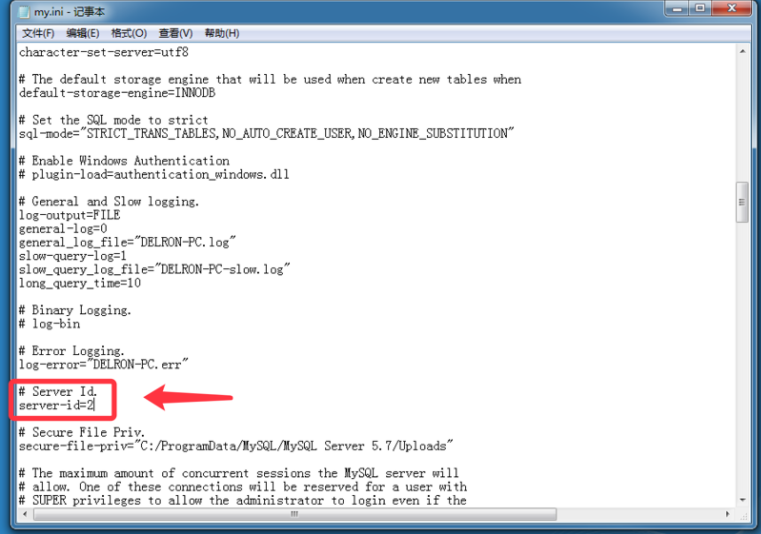 my.ini - 记事本
文件(F) 编辑(E) 格式(O) 查看(V) 帮助(H)
character-set-server=utf8
# The default storage engine that will be used when create new tables when
default-storage-engine=INNODB
# Set the SQL mode to strict
sql-mode="STRICT_TRANS_TABLES,NO_AUTO_CREATE_USER,NO_ENGINE_SUBSTITUTION"
# Enable Windows Authentication
# plugin-load=authentication_windows.dll
# General and Slow logging.
log-output=FILE
general-log=0
general_log_file="DELRON-PC.log"
slow-query-log=1
slow_query_log_file="DELRON-PC-slow.log"
long_query_time=10
# Binary Logging.
# log-bin
# Error Logging.
log-error="DELRON-PC.err"
# Server Id.
server-id=2
# Secure File Priv.
secure-file-priv="C:/ProgramData/MySQL/MySQL Server 5.7/Uploads"
# The maximum amount of concurrent sessions the MySQL server will
# allow. One of these connections will be reserved for a user with
# SUPER privileges to allow the administrator to login even if the